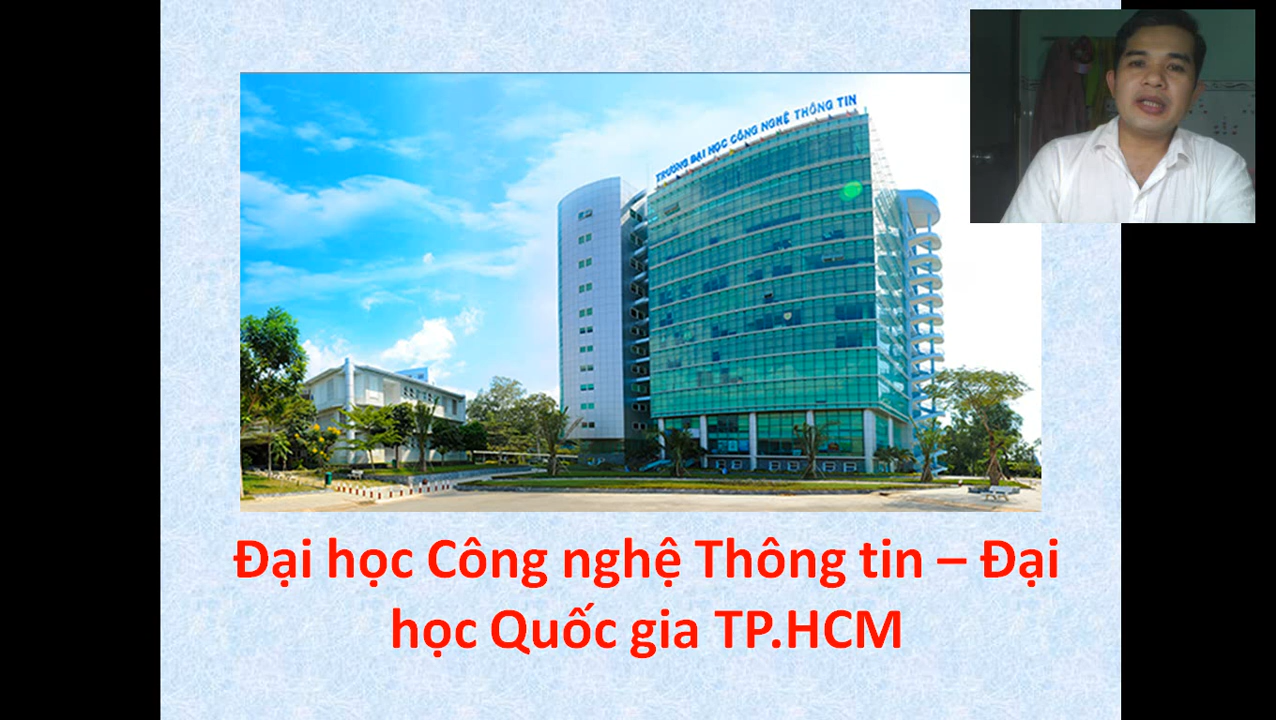 TRƯỜNG ĐẠI HỌC CÔNG NGHỆ THÔNG TIN
Đại học Công nghệ Thông tin – Đại
học Quốc gia TP.HCM